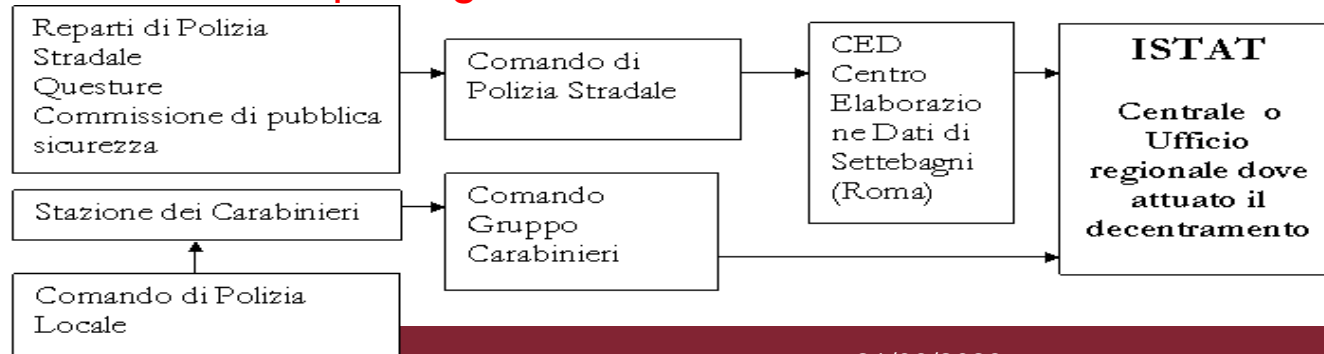 Reparti di Polizia
Stradale
Questure
Commissione di pubblica
sicurezza
Comando di
Polizia Stradale
CED
Centro
Elaborazio
ne Dati di
Settebagni
(Roma)
ISTAT
Centrale o
Ufficio
regionale dove
attuato il
decentramento
Stazione dei Carabinieri
Comando
Gruppo
Carabinieri
Comando di Polizia
Locale